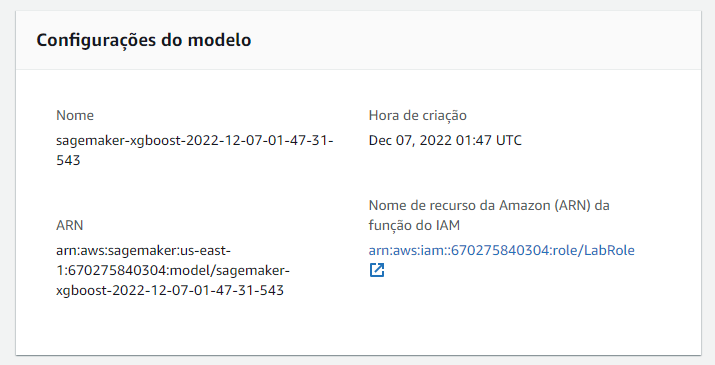 Configurações do modelo
Nome
sagemaker-xgboost-2022-12-07-01-47-31-
543
Hora de criação
Dec 07, 2022 01:47 UTC
ARN
arn:aws:sagemaker:us-east-
1:670275840304:model/sagemaker-
xgboost-2022-12-07-01-47-31-543
Nome de recurso da Amazon (ARN) da
função do IAM
arn:aws:iam::670275840304:role/LabRole